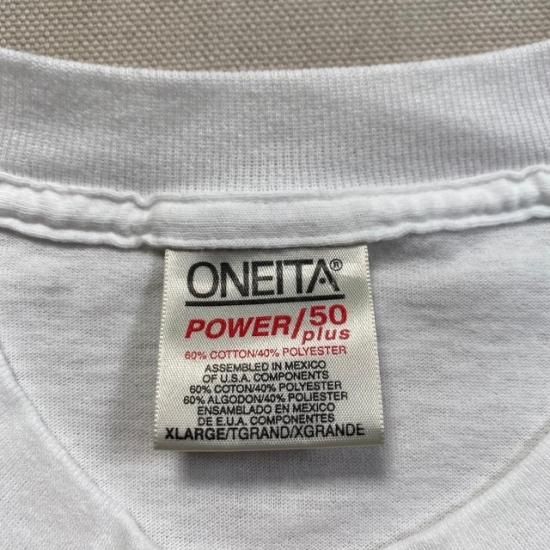 ONEITA®
POWER/50
plus
60% COTTON/40% POLYESTER
ASSEMBLED IN MEXICO
OF U.S.A. COMPONENTS
60% COTON/40% POLYESTER
60% ALGODON/40% POLIESTER
ENSAMBLADO EN MEXICO
DE E.U.A. COMPONENTES
XLARGE/TGRAND/XGRANDE